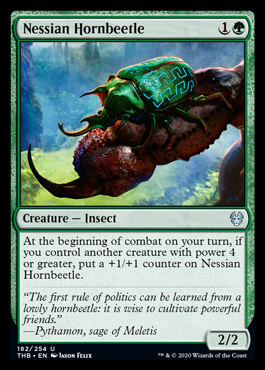 Nessian Hornbeetle 1
Creature — Insect
At the beginning of combat on your turn, if
you control another creature with power 4
or greater, put a +1/+1 counter on Nessian
Hornbeetle.
“The first rule of politics can be learned from a
lowly hornbeetle: it is wise to cultivate powerful
friends.”
—Pythamon, sage of Meletis
2/2
182/254 U
THB • EN Jason Felix ™ & © 2020 Wizards of the Coast